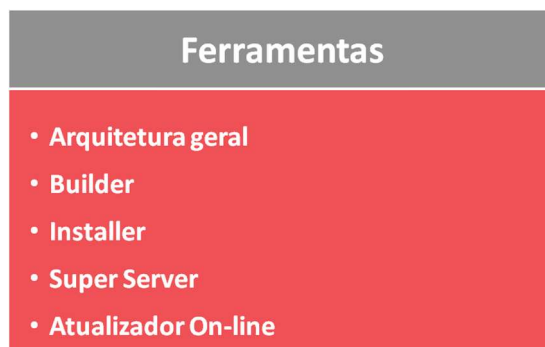 Ferramentas
• Arquitetura geral
• Builder
• Installer
• Super Server
• Atualizador On-line